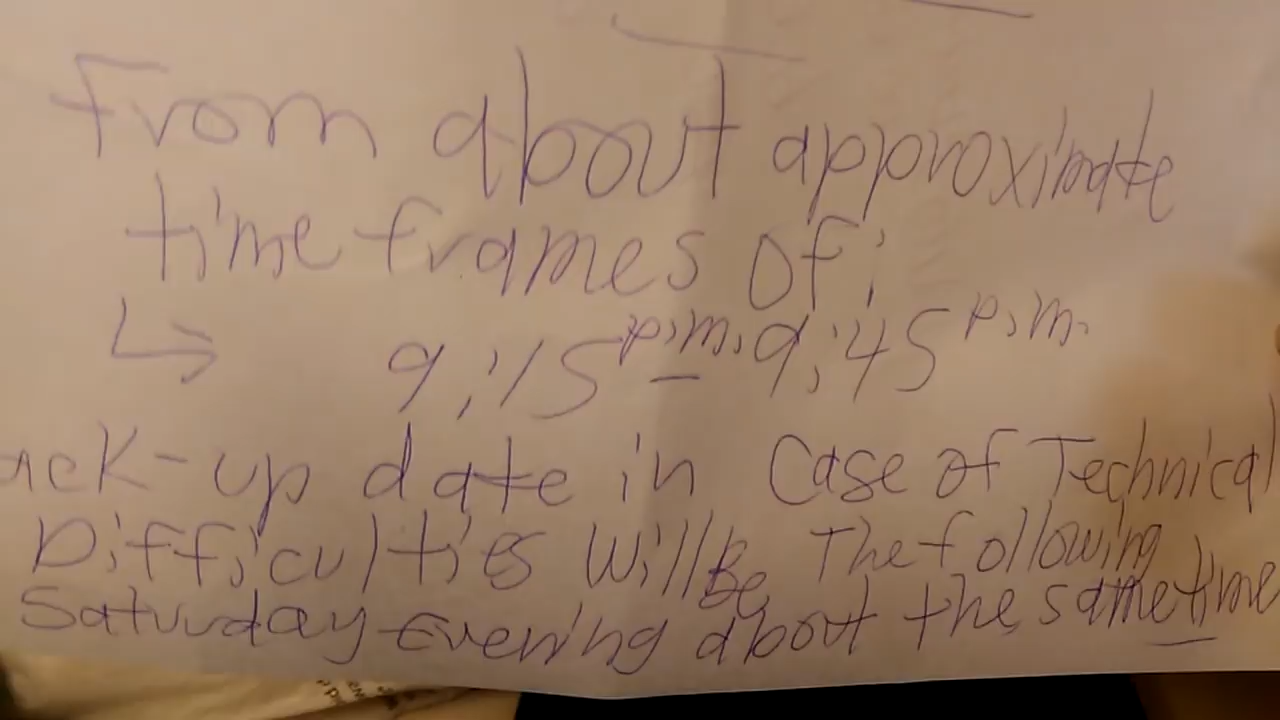 From about approximate
time frames of:
9:15 p.m. - 9:45 p.m.
ack-up date in Case of Technical
Difficulties Will Be The following
Saturday Evening about the same time